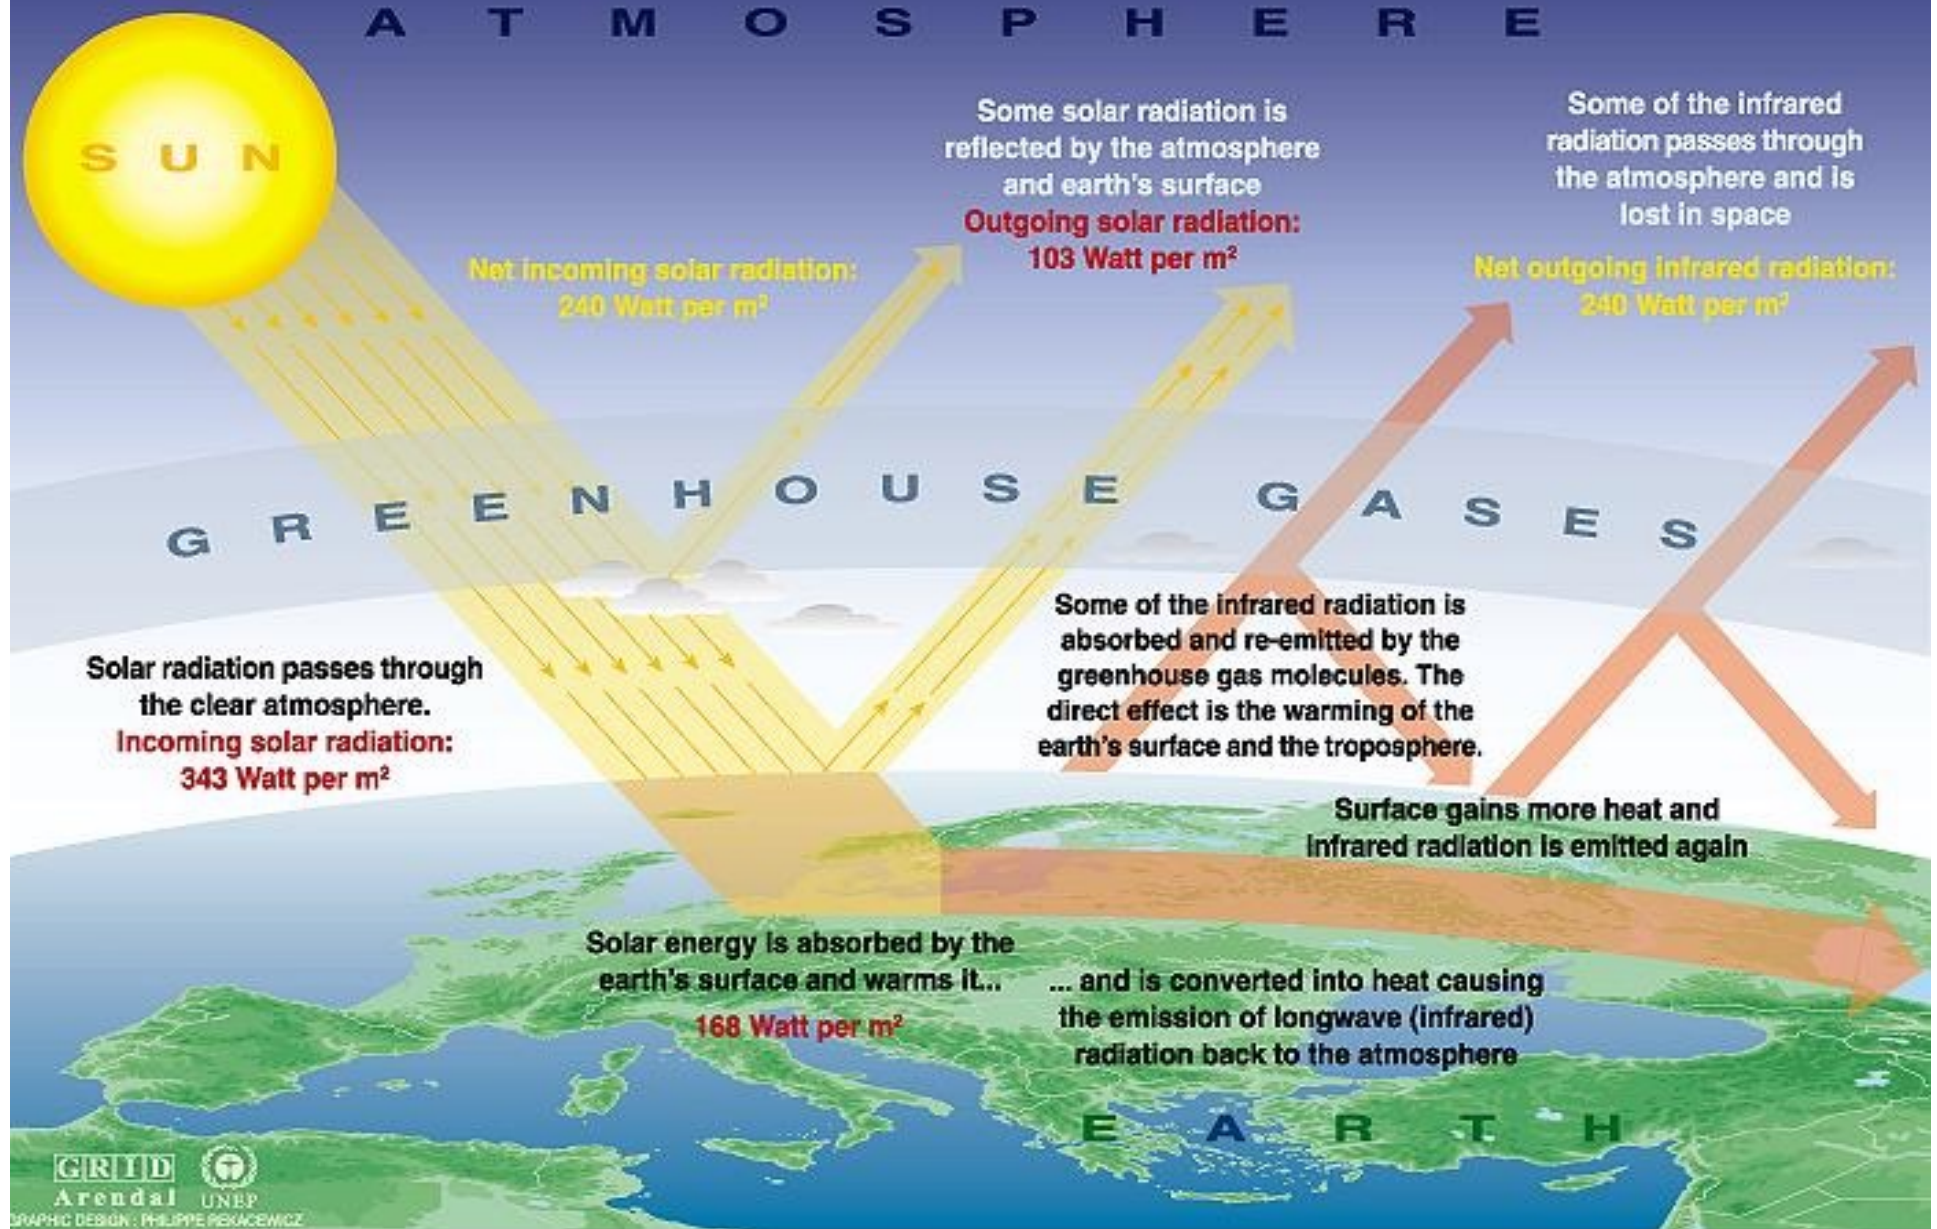 ATMOSPHERE
SUN
Some solar radiation is
reflected by the atmosphere
and earth's surface
Outgoing solar radiation:
103 Watt per m²
Some of the infrared
radiation passes through
the atmosphere and is
lost in space
Net outgoing infrared radiation:
240 Watt per m²
Net incoming solar radiation:
240 Watt per m²
GREENHOUSE GASES
Solar radiation passes through
the clear atmosphere.
Incoming solar radiation:
343 Watt per m²
Some of the infrared radiation is
absorbed and re-emitted by the
greenhouse gas molecules. The
direct effect is the warming of the
earth's surface and the troposphere.
Surface gains more heat and
infrared radiation is emitted again
Solar energy is absorbed by the
earth's surface and warms it...
168 Watt per m²
... and is converted into heat causing
the emission of longwave (infrared)
radiation back to the atmosphere
EARTH
GRID
Arendal
UNEP
GRAPHIC DESIGN : PHILIPPE REKACEWICZ